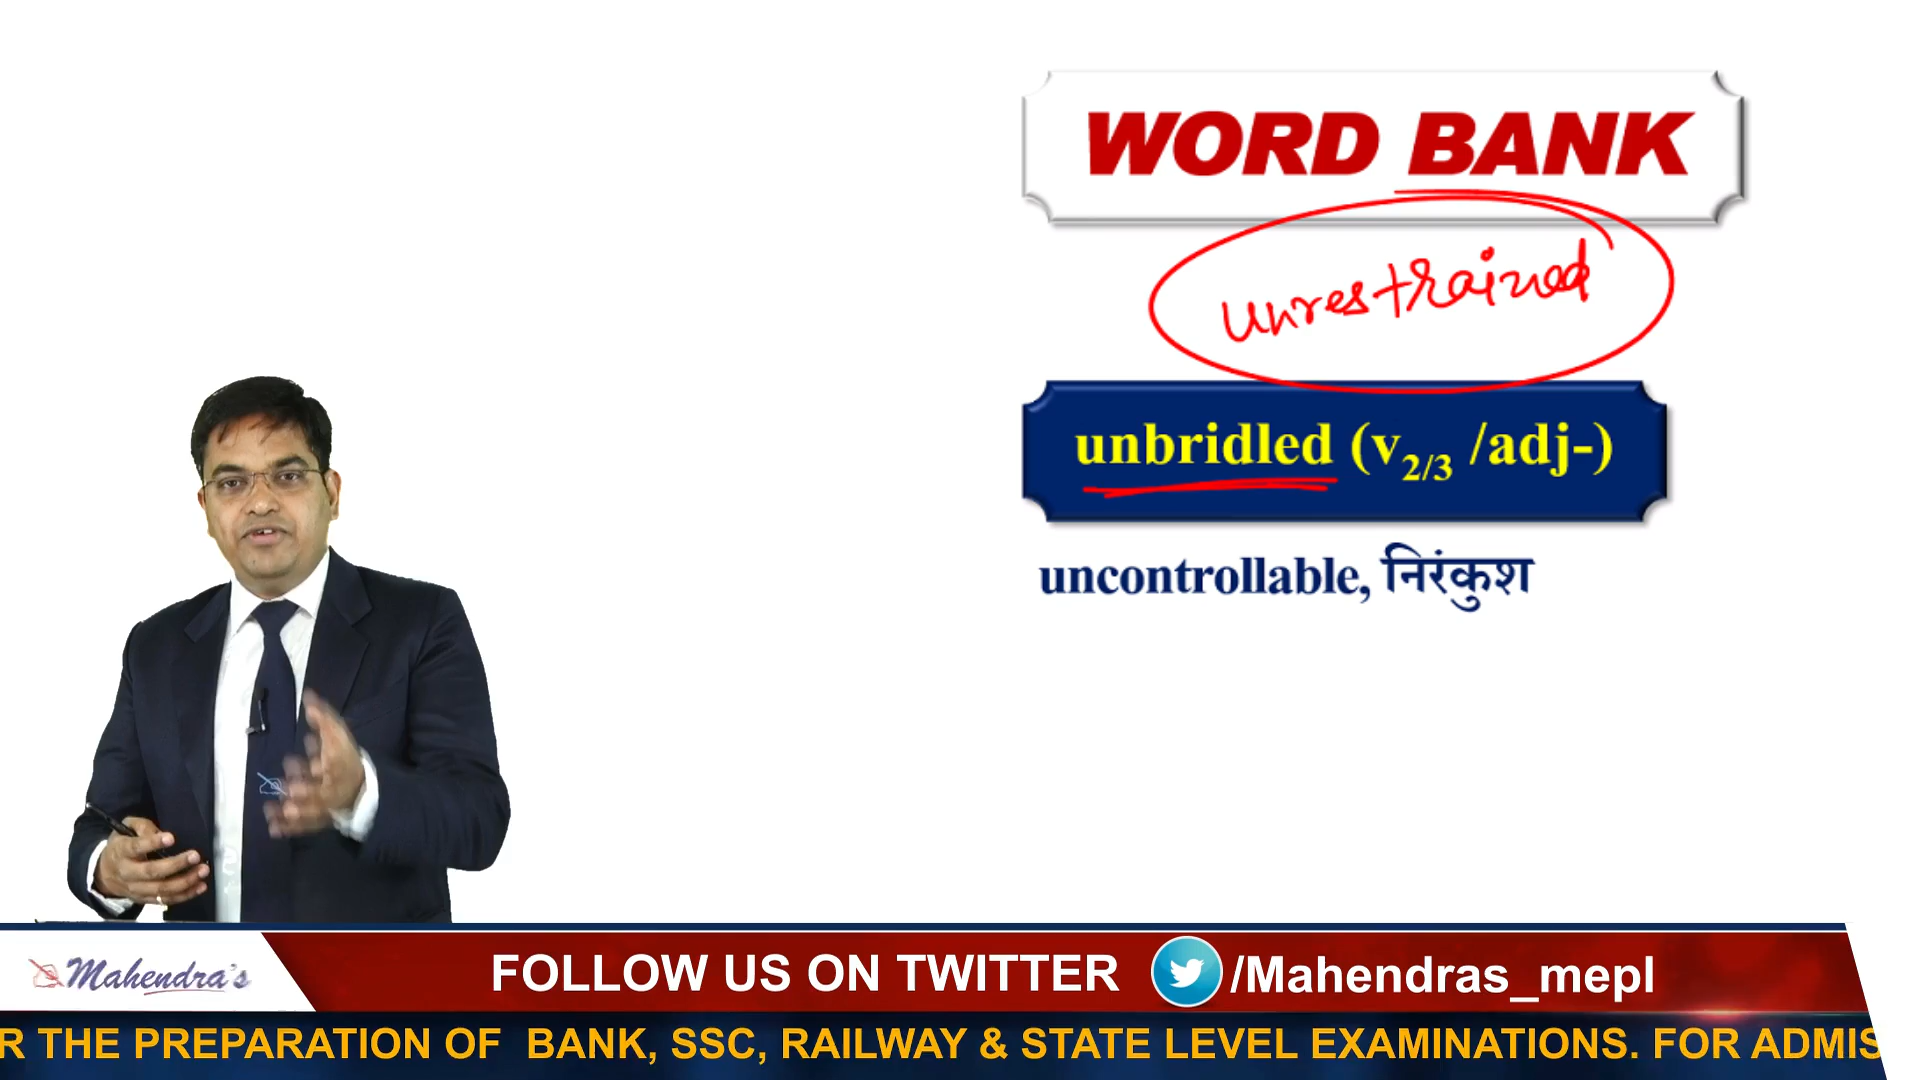 WORD BANK
unrestrained
unbridled (v2/3 /adj-)
uncontrollable, निरंकुश
Mahendra's
FOLLOW US ON TWITTER /Mahendras_mepl
R THE PREPARATION OF BANK, SSC, RAILWAY & STATE LEVEL EXAMINATIONS. FOR ADMIS